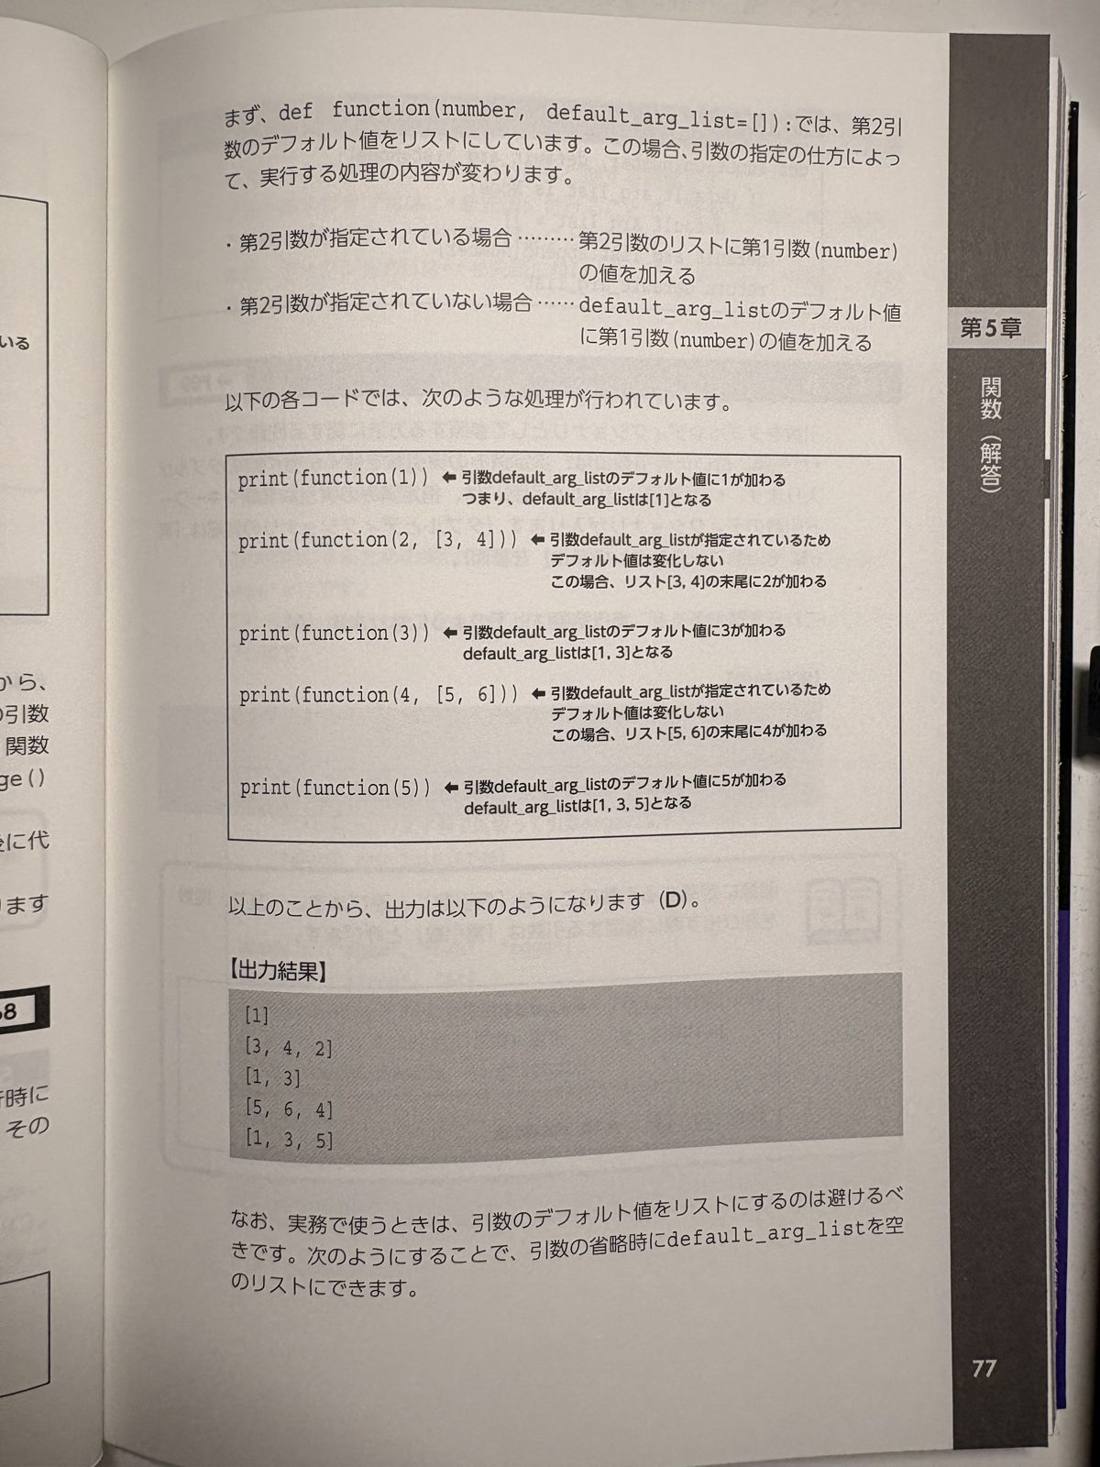 いる
から、
の引数
関数
ge()
後に代
ります
68
行時に
その
まず、def function(number, default_arg_list=[]):では、第2引
数のデフォルト値をリストにしています。この場合、引数の指定の仕方によっ
て、実行する処理の内容が変わります。
・第2引数が指定されている場合………第2引数のリストに第1引数(number)
の値を加える
・第2引数が指定されていない場合……default_arg_listのデフォルト値
に第1引数(number)の値を加える
以下の各コードでは、次のような処理が行われています。
print(function(1)) ← 引数default_arg_listのデフォルト値に1が加わる
つまり、default_arg_listは[1]となる
print(function(2, [3, 4])) ← 引数default_arg_listが指定されているため
デフォルト値は変化しない
この場合、リスト[3, 4]の末尾に2が加わる
print(function(3)) ← 引数default_arg_listのデフォルト値に3が加わる
default_arg_listは[1, 3]となる
print(function(4, [5, 6])) ← 引数default_arg_listが指定されているため
デフォルト値は変化しない
この場合、リスト[5, 6]の末尾に4が加わる
print(function(5)) ← 引数default_arg_listのデフォルト値に5が加わる
default_arg_listは[1, 3, 5]となる
以上のことから、出力は以下のようになります（D）。
【出力結果】
[1]
[3, 4, 2]
[1, 3]
[5, 6, 4]
[1, 3, 5]
なお、実務で使うときは、引数のデフォルト値をリストにするのは避けるべ
きです。次のようにすることで、引数の省略時にdefault_arg_listを空
のリストにできます。
第5章
関数（解答）
77